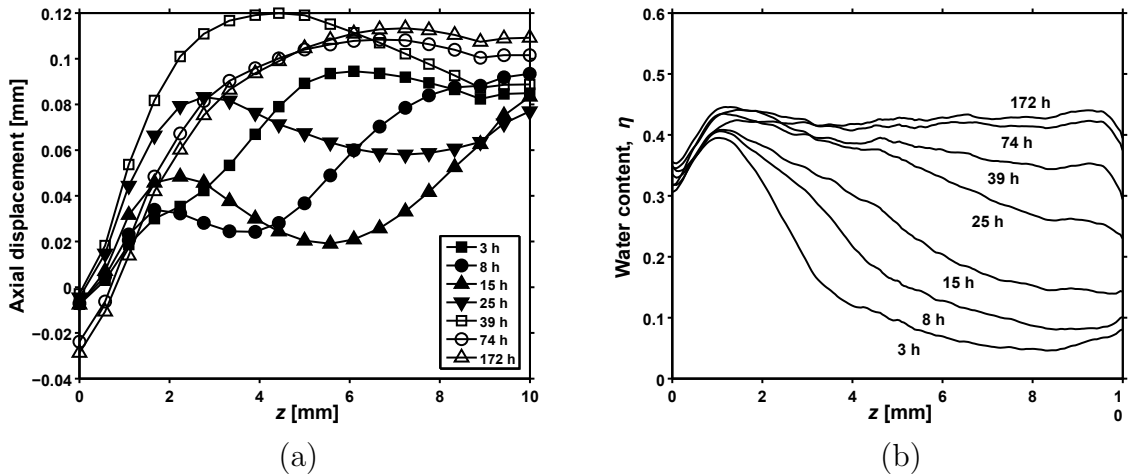 0.12
0.1
0.08
0.06
0.04
0.02
0
−0.02
−0.04
Axial displacement [mm]
0 2 4 6 8 10
z [mm]
3 h
8 h
15 h
25 h
39 h
74 h
172 h
(a)
0.6
0.5
0.4
0.3
0.2
0.1
0
Water content, η
172 h
74 h
39 h
25 h
15 h
8 h
3 h
0 2 4 6 8 1
0
z [mm]
(b)